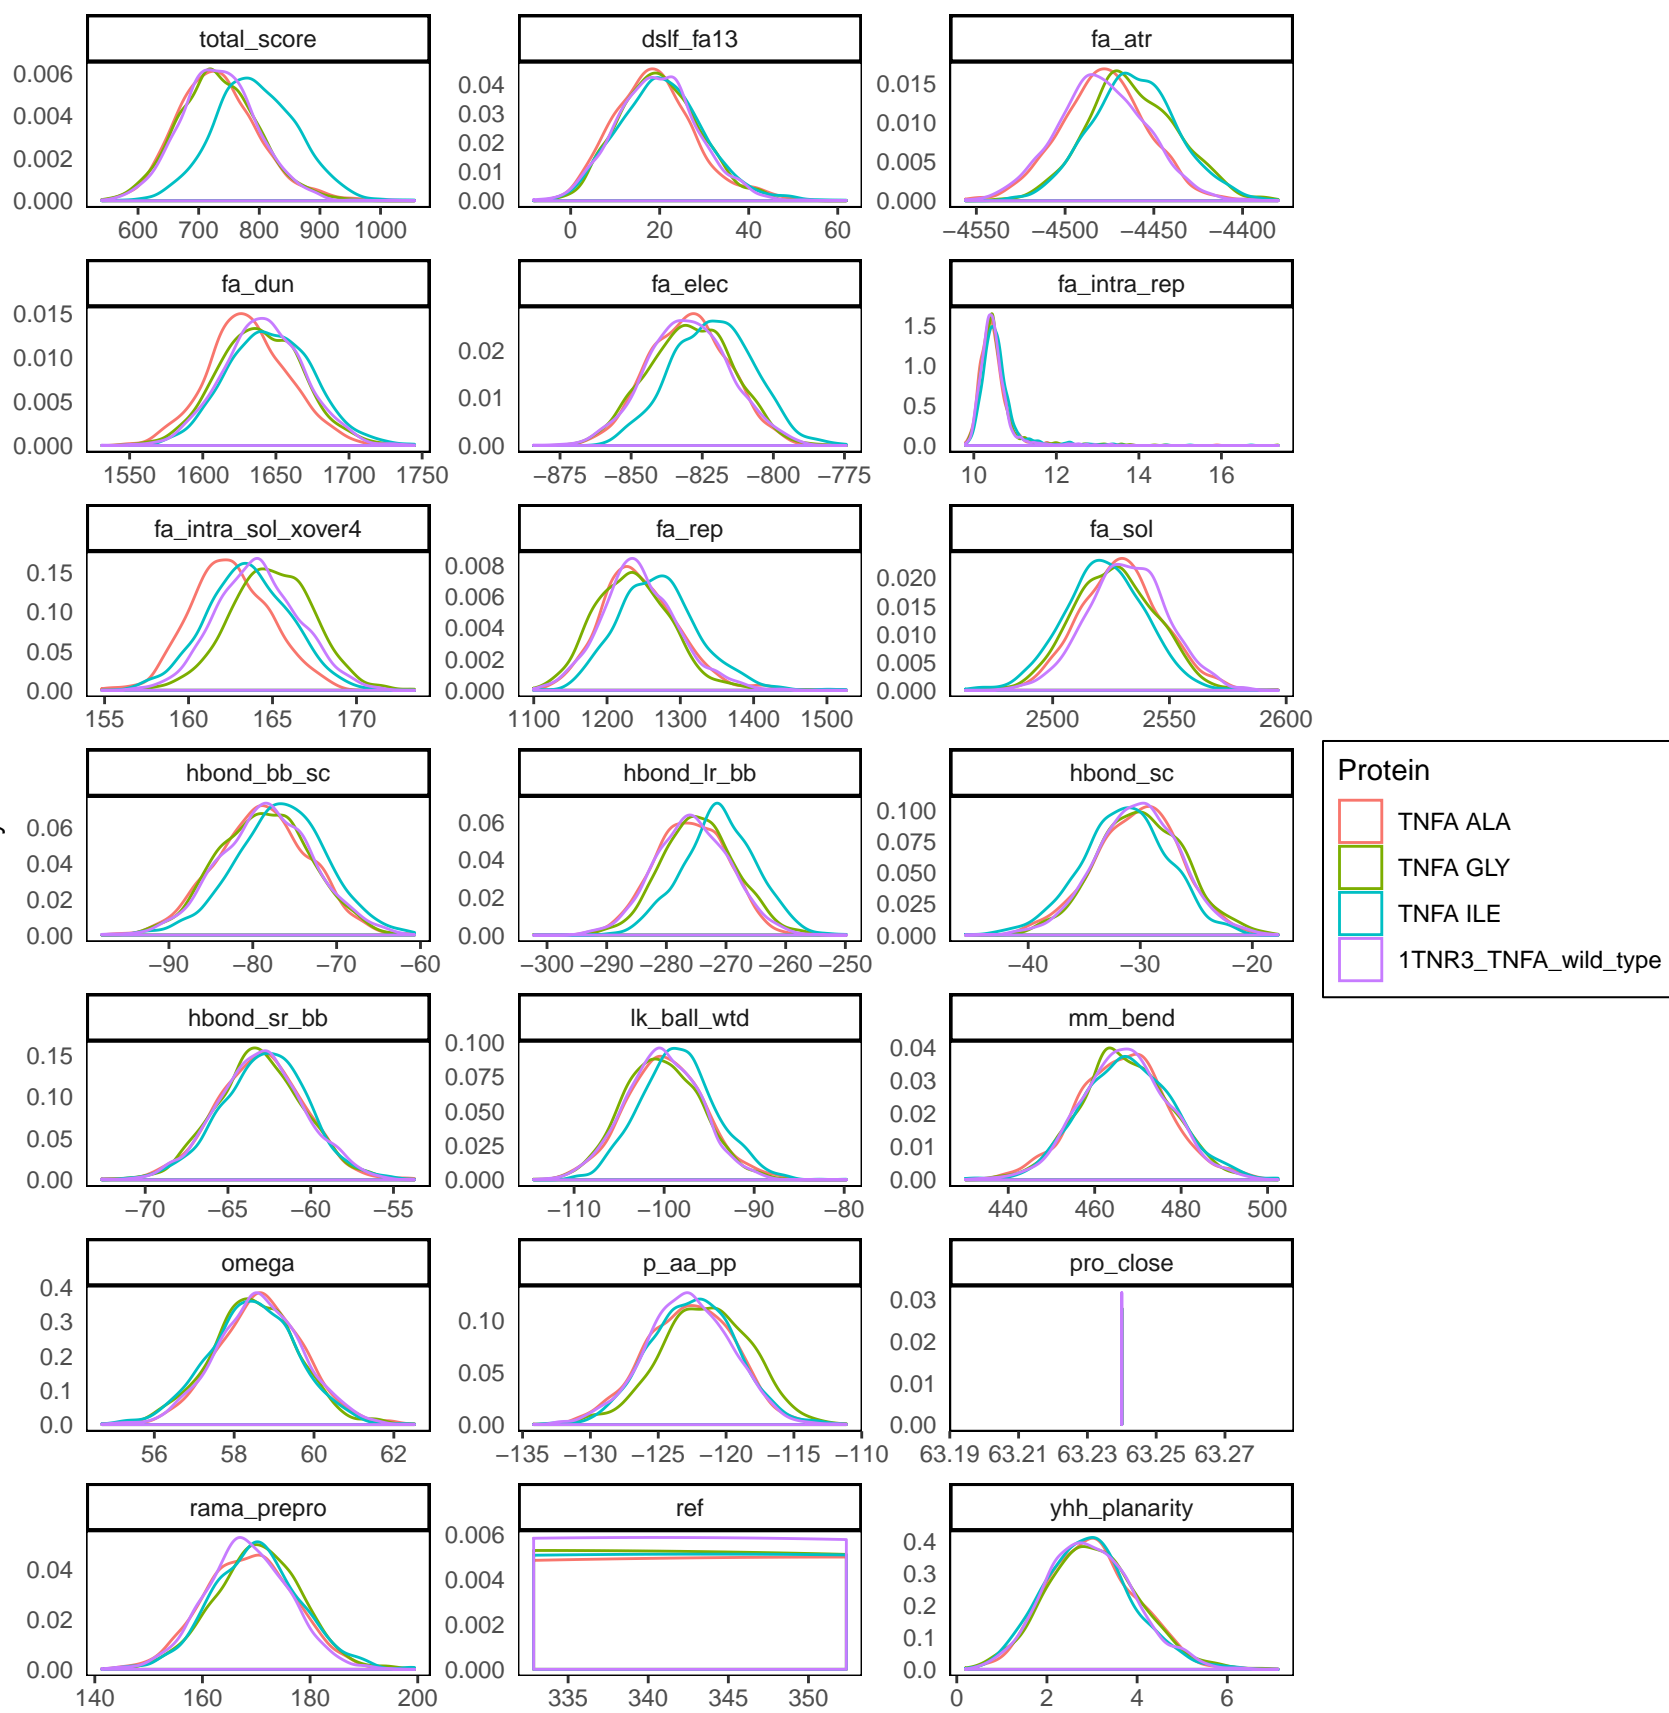 total_score dslf_fa13 fa_atr
0.006
0.004
0.002
0.000
0.04
0.03
0.02
0.01
0.00
0.015
0.010
0.005
0.000
600 700 800 900 1000
0 20 40 60
−4550 −4500 −4450 −4400
fa_dun fa_elec fa_intra_rep
0.015
0.010
0.005
0.000
0.02
0.01
0.00
1.5
1.0
0.5
0.0
1550 1600 1650 1700 1750
−875 −850 −825 −800 −775
10 12 14 16
fa_intra_sol_xover4 fa_rep fa_sol
0.15
0.10
0.05
0.00
0.008
0.006
0.004
0.002
0.000
0.020
0.015
0.010
0.005
0.000
155 160 165 170
1100 1200 1300 1400 1500
2500 2550 2600
hbond_bb_sc hbond_lr_bb hbond_sc
0.06
0.04
0.02
0.00
0.06
0.04
0.02
0.00
0.100
0.075
0.050
0.025
0.000
−90 −80 −70 −60
−300 −290 −280 −270 −260 −250
−40 −30 −20
hbond_sr_bb lk_ball_wtd mm_bend
0.15
0.10
0.05
0.00
0.100
0.075
0.050
0.025
0.000
0.04
0.03
0.02
0.01
0.00
−70 −65 −60 −55
−110 −100 −90 −80
440 460 480 500
omega p_aa_pp pro_close
0.4
0.3
0.2
0.1
0.0
0.10
0.05
0.00
0.03
0.02
0.01
0.00
56 58 60 62
−135 −130 −125 −120 −115 −110
63.19 63.21 63.23 63.25 63.27
rama_prepro ref yhh_planarity
0.04
0.02
0.00
0.006
0.004
0.002
0.000
0.4
0.3
0.2
0.1
0.0
140 160 180 200
335 340 345 350
0 2 4 6
Protein
TNFA ALA
TNFA GLY
TNFA ILE
1TNR3_TNFA_wild_type